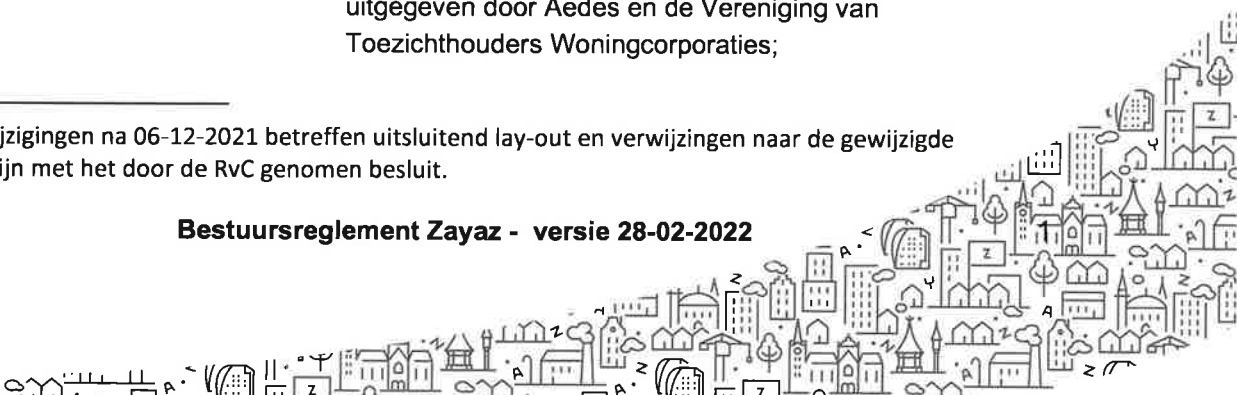 uitgegeven door Aedes en de Vereniging van
Toezichthouders Woningcorporaties;
jzigingen na 06-12-2021 betreffen uitsluitend lay-out en verwijzingen naar de gewijzigde
ijn met het door de RvC genomen besluit.
Bestuursreglement Zayaz - versie 28-02-2022
1